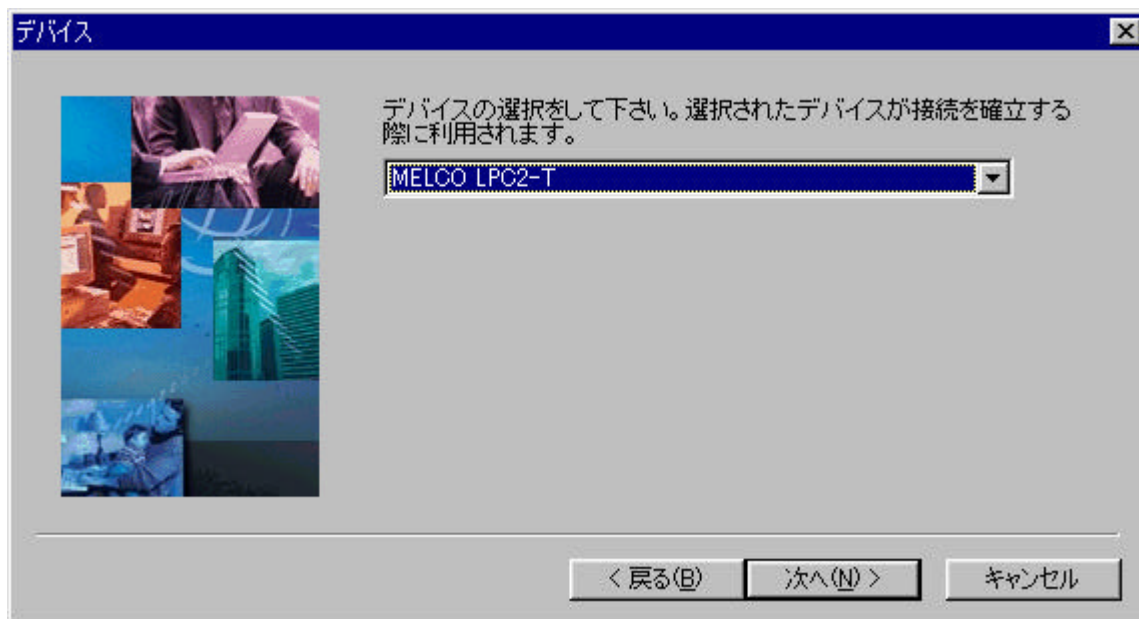 デバイス
デバイスの選択をして下さい。選択されたデバイスが接続を確立する
際に利用されます。
MELCO LPC2-T
< 戻る(B)
次へ(N) >
キャンセル